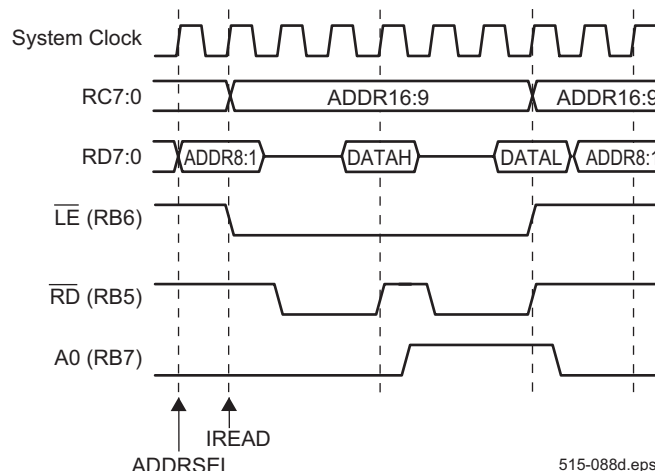 System Clock
RC7:0 ADDR16:9 ADDR16:9
RD7:0 ADDR8:1 DATAH DATAL ADDR8:1
LE (RB6)
RD (RB5)
A0 (RB7)
IREAD
ADDRSEL
515-088d.eps